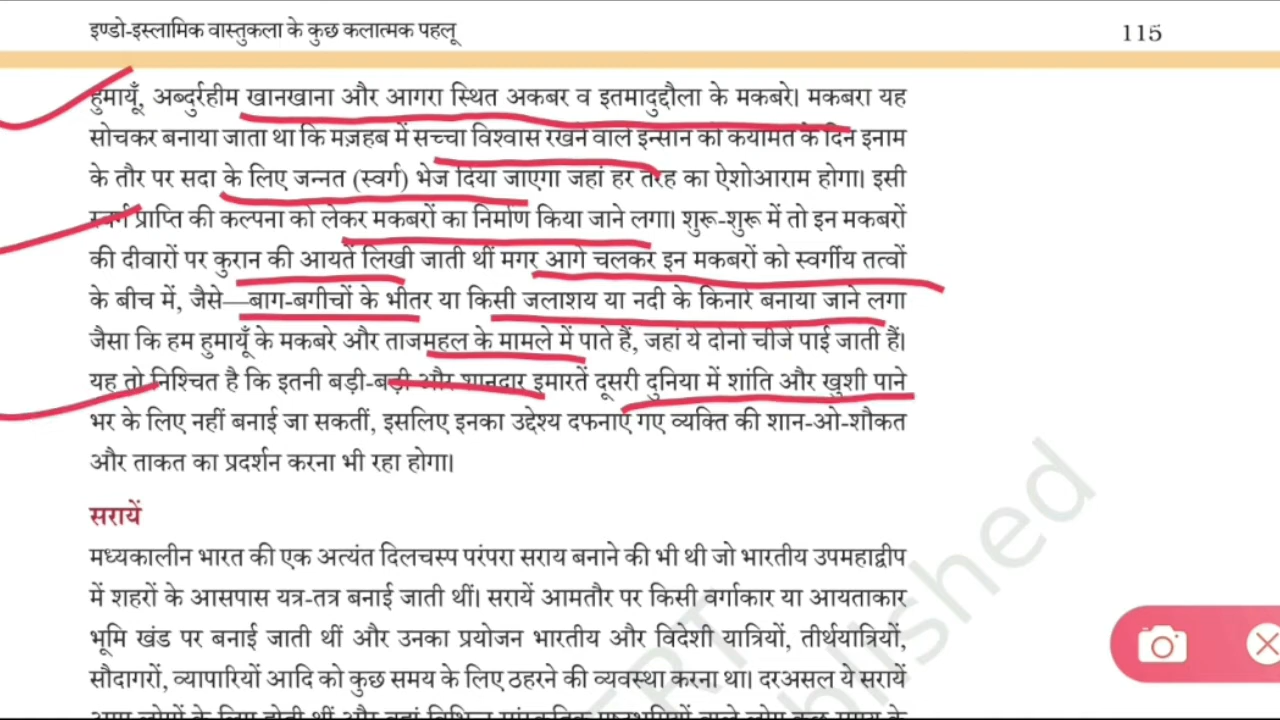 इण्डो-इस्लामिक वास्तुकला के कुछ कलात्मक पहलू 115
हुमायूँ, अब्दुर्रहीम खानखाना और आगरा स्थित अकबर व इतमादुद्दौला के मकबरे। मकबरा यह
सोचकर बनाया जाता था कि मज़हब में सच्चा विश्वास रखने वाले इन्सान को कयामत के दिन इनाम
के तौर पर सदा के लिए जन्नत (स्वर्ग) भेज दिया जाएगा जहां हर तरह का ऐशोआराम होगा। इसी
स्वर्ग प्राप्ति की कल्पना को लेकर मकबरों का निर्माण किया जाने लगा। शुरू-शुरू में तो इन मकबरों
की दीवारों पर कुरान की आयतें लिखी जाती थीं मगर आगे चलकर इन मकबरों को स्वर्गीय तत्वों
के बीच में, जैसे—बाग-बगीचों के भीतर या किसी जलाशय या नदी के किनारे बनाया जाने लगा
जैसा कि हम हुमायूँ के मकबरे और ताजमहल के मामले में पाते हैं, जहां ये दोनों चीजें पाई जाती हैं।
यह तो निश्चित है कि इतनी बड़ी-बड़ी और शानदार इमारतें दूसरी दुनिया में शांति और खुशी पाने
भर के लिए नहीं बनाई जा सकतीं, इसलिए इनका उद्देश्य दफनाए गए व्यक्ति की शान-ओ-शौकत
और ताकत का प्रदर्शन करना भी रहा होगा।
सरायें
मध्यकालीन भारत की एक अत्यंत दिलचस्प परंपरा सराय बनाने की भी थी जो भारतीय उपमहाद्वीप
में शहरों के आसपास यत्र-तत्र बनाई जाती थीं। सरायें आमतौर पर किसी वर्गाकार या आयताकार
भूमि खंड पर बनाई जाती थीं और उनका प्रयोजन भारतीय और विदेशी यात्रियों, तीर्थयात्रियों,
सौदागरों, व्यापारियों आदि को कुछ समय के लिए ठहरने की व्यवस्था करना था। दरअसल ये सरायें